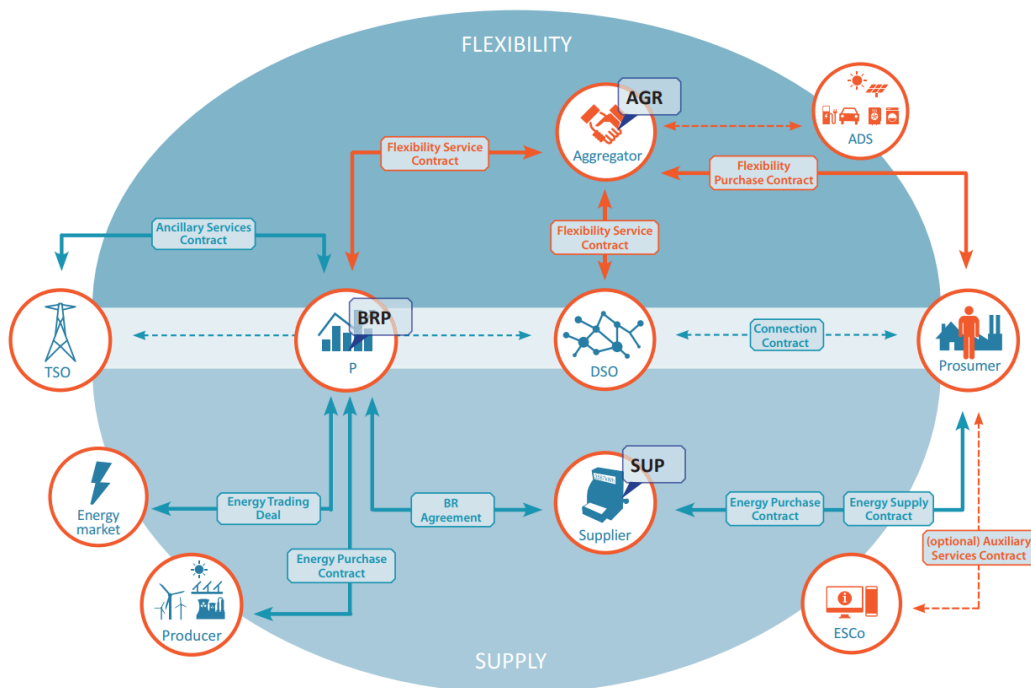 FLEXIBILITY
AGR
Aggregator
ADS
Flexibility Service
Contract
Flexibility
Purchase Contract
Ancillary Services
Contract
Flexibility Service
Contract
TSO
BRP
P
DSO
Connection
Contract
Prosumer
Energy
market
Energy Trading
Deal
BR
Agreement
SUP
Supplier
Energy Purchase
Contract
Energy Supply
Contract
(optional) Auxiliary
Services Contract
Energy Purchase
Contract
Producer
ESCo
SUPPLY